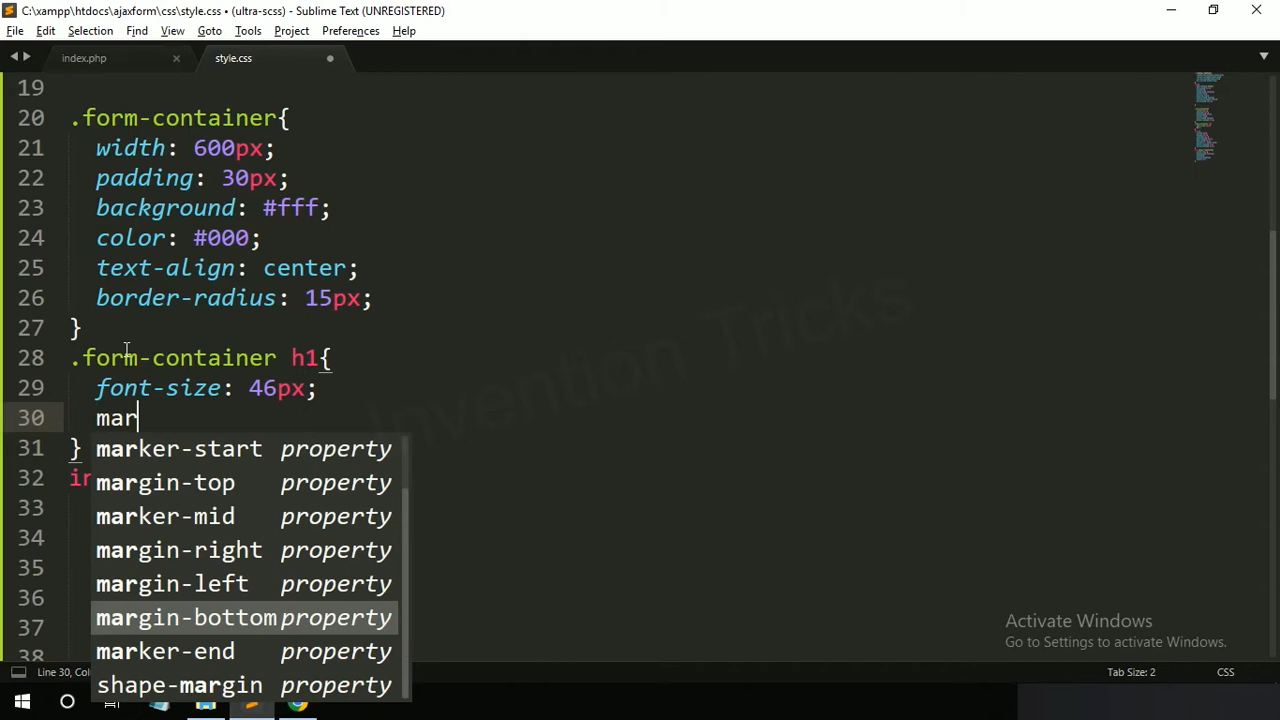 C:\xampp\htdocs\ajaxform\css\style.css • (ultra-scss) - Sublime Text (UNREGISTERED)
File Edit Selection Find View Goto Tools Project Preferences Help
index.php style.css
19
20 .form-container{
21 width: 600px;
22 padding: 30px;
23 background: #fff;
24 color: #000;
25 text-align: center;
26 border-radius: 15px;
27 }
28 .form-container h1{
29 font-size: 46px;
30 mar
31 }
marker-start property
32
margin-top property
33
marker-mid property
34
margin-right property
35
margin-left property
36
margin-bottom property
37
marker-end property
38
shape-margin property
Invention Tricks
Activate Windows
Go to Settings to activate Windows.
Line 30, Tab Size: 2 CSS